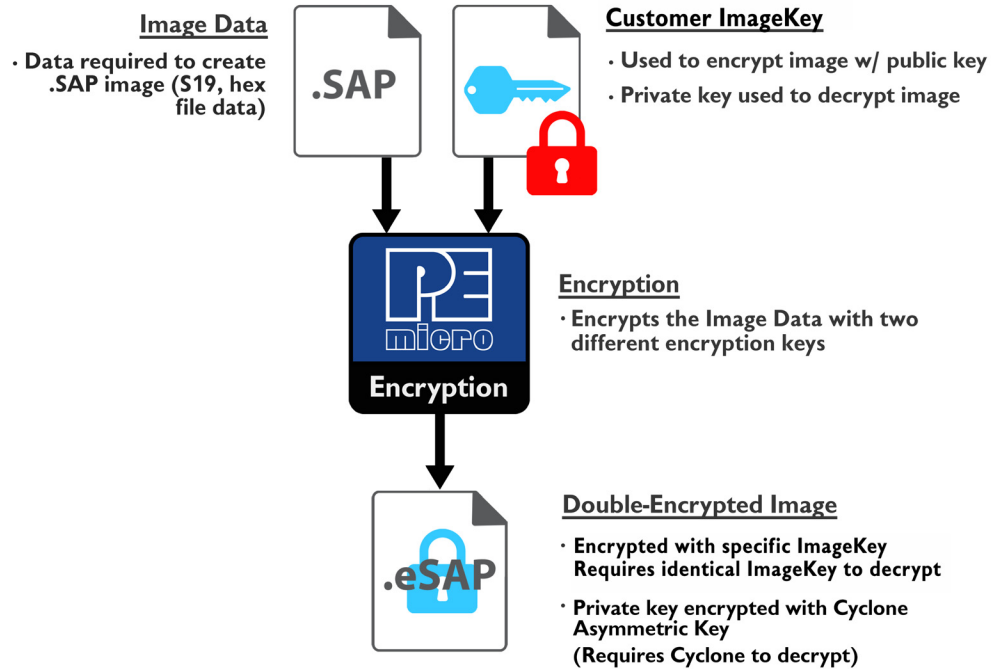 Image Data
· Data required to create
.SAP image (S19, hex
file data)
.SAP
Customer ImageKey
· Used to encrypt image w/ public key
· Private key used to decrypt image
PE
micro
Encryption
Encryption
· Encrypts the Image Data with two
different encryption keys
.eSAP
Double-Encrypted Image
· Encrypted with specific ImageKey
Requires identical ImageKey to decrypt
· Private key encrypted with Cyclone
Asymmetric Key
(Requires Cyclone to decrypt)